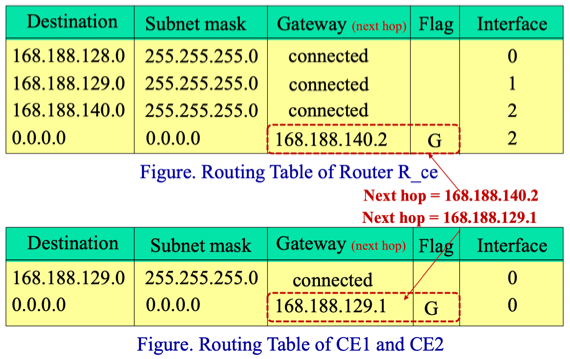 Destination Subnet mask Gateway (next hop) Flag Interface
168.188.128.0 255.255.255.0 connected 0
168.188.129.0 255.255.255.0 connected 1
168.188.140.0 255.255.255.0 connected 2
0.0.0.0 0.0.0.0 168.188.140.2 G 2
Figure. Routing Table of Router R_ce
Next hop = 168.188.140.2
Next hop = 168.188.129.1
Destination Subnet mask Gateway (next hop) Flag Interface
168.188.129.0 255.255.255.0 connected 0
0.0.0.0 0.0.0.0 168.188.129.1 G 0
Figure. Routing Table of CE1 and CE2